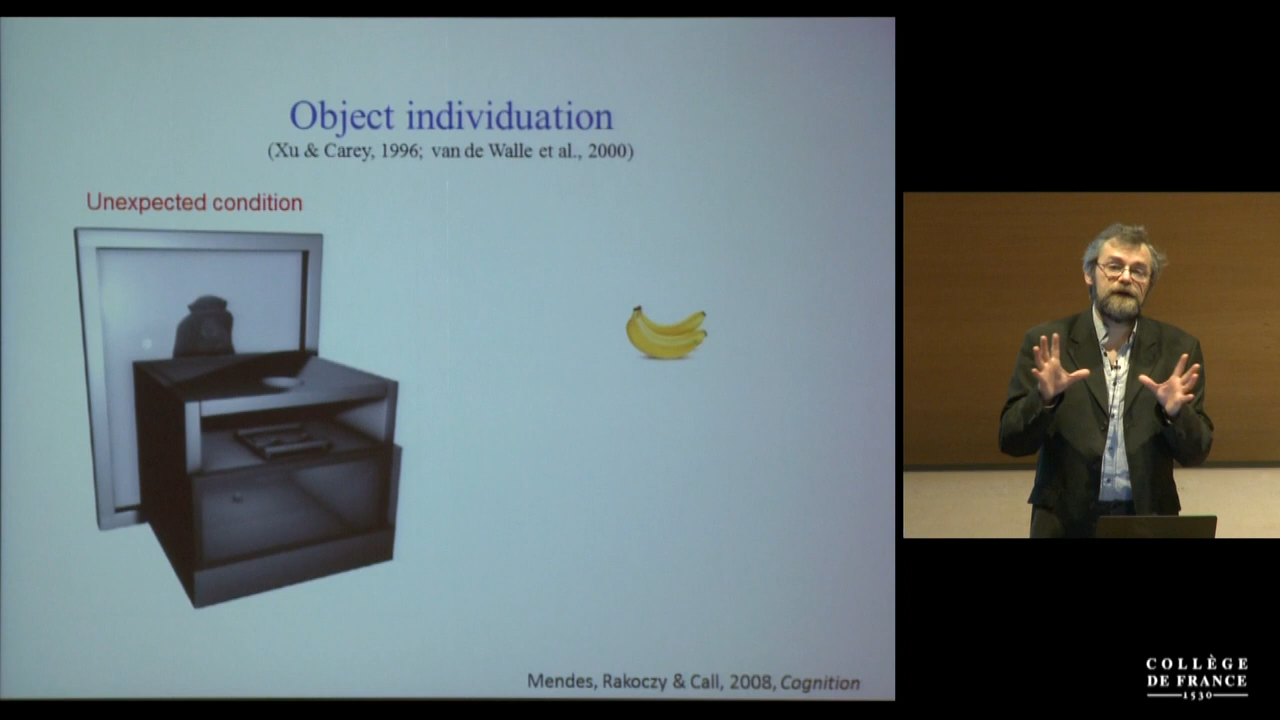 Object individuation
(Xu & Carey, 1996; van de Walle et al., 2000)
Unexpected condition
Mendes, Rakoczy & Call, 2008, Cognition
COLLÈGE
DE FRANCE
1530